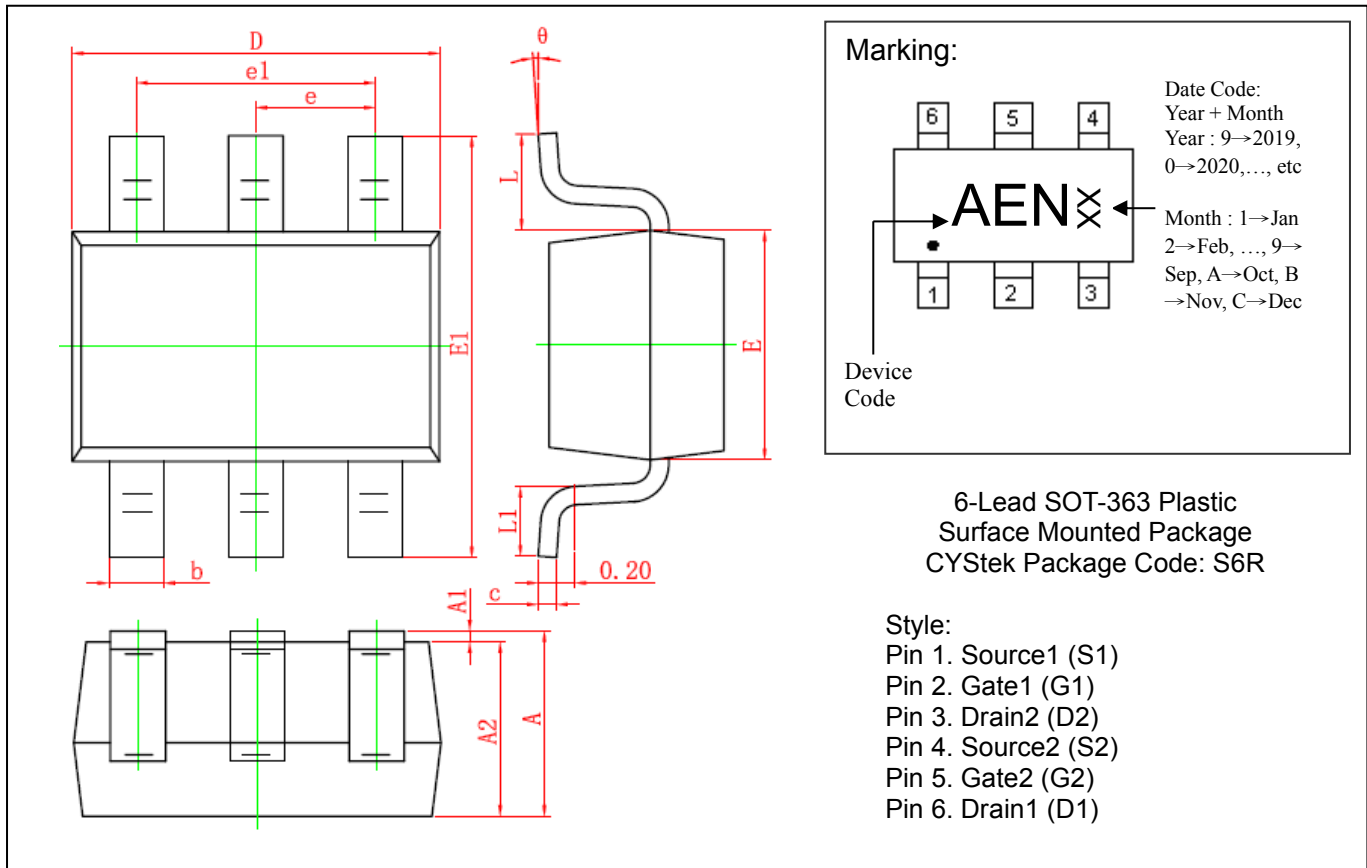 D
e1
e
θ
L
E1
E
L1
b
c
0.20
A1
A2
A
Marking:
6 5 4
AEN XX
1 2 3
Device
Code
Date Code:
Year + Month
Year : 9→2019,
0→2020,…, etc
Month : 1→Jan
2→Feb, …, 9→
Sep, A→Oct, B
→Nov, C→Dec
6-Lead SOT-363 Plastic
Surface Mounted Package
CYStek Package Code: S6R
Style:
Pin 1. Source1 (S1)
Pin 2. Gate1 (G1)
Pin 3. Drain2 (D2)
Pin 4. Source2 (S2)
Pin 5. Gate2 (G2)
Pin 6. Drain1 (D1)